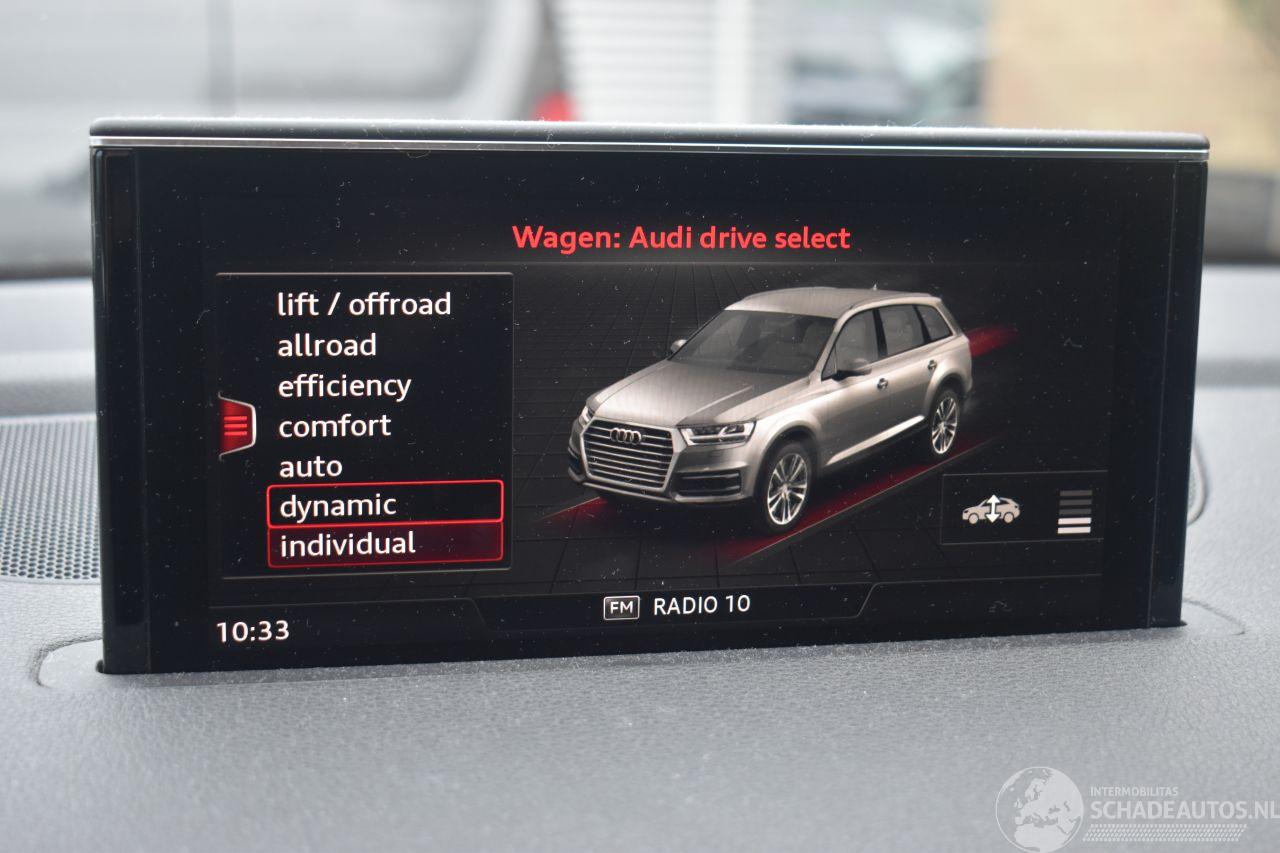 Wagen: Audi drive select
lift / offroad
allroad
efficiency
comfort
auto
dynamic
individual
FM RADIO 10
10:33
INTERMOBILITAS
SCHADEAUTOS.NL